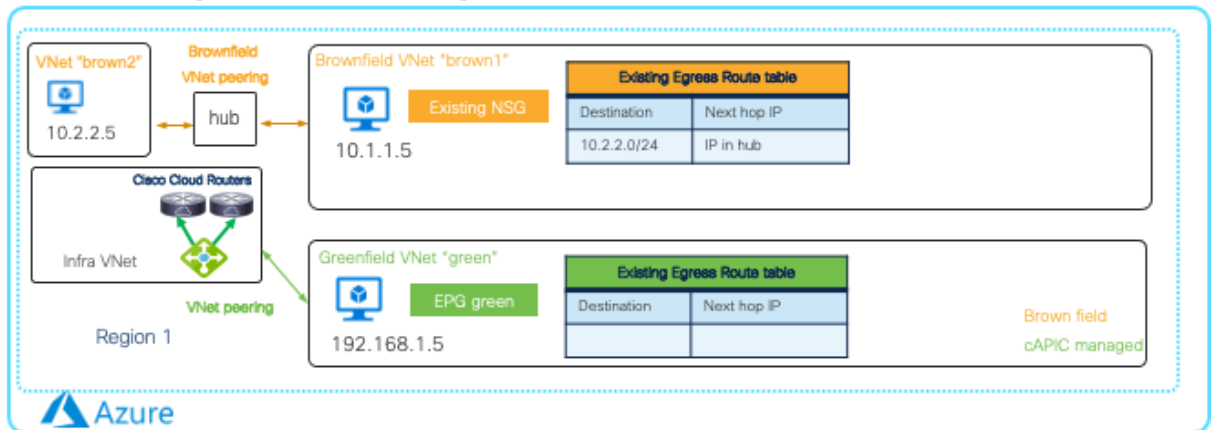 VNet "brown2"
10.2.2.5
Brownfield
VNet peering
hub
Brownfield VNet "brown1"
10.1.1.5
Existing NSG
Existing Egress Route table
Destination Next hop IP
10.2.2.0/24 IP in hub
Cisco Cloud Routers
Infra VNet
VNet peering
Greenfield VNet "green"
192.168.1.5
EPG green
Existing Egress Route table
Destination Next hop IP
Region 1
Brown field
cAPIC managed
Azure